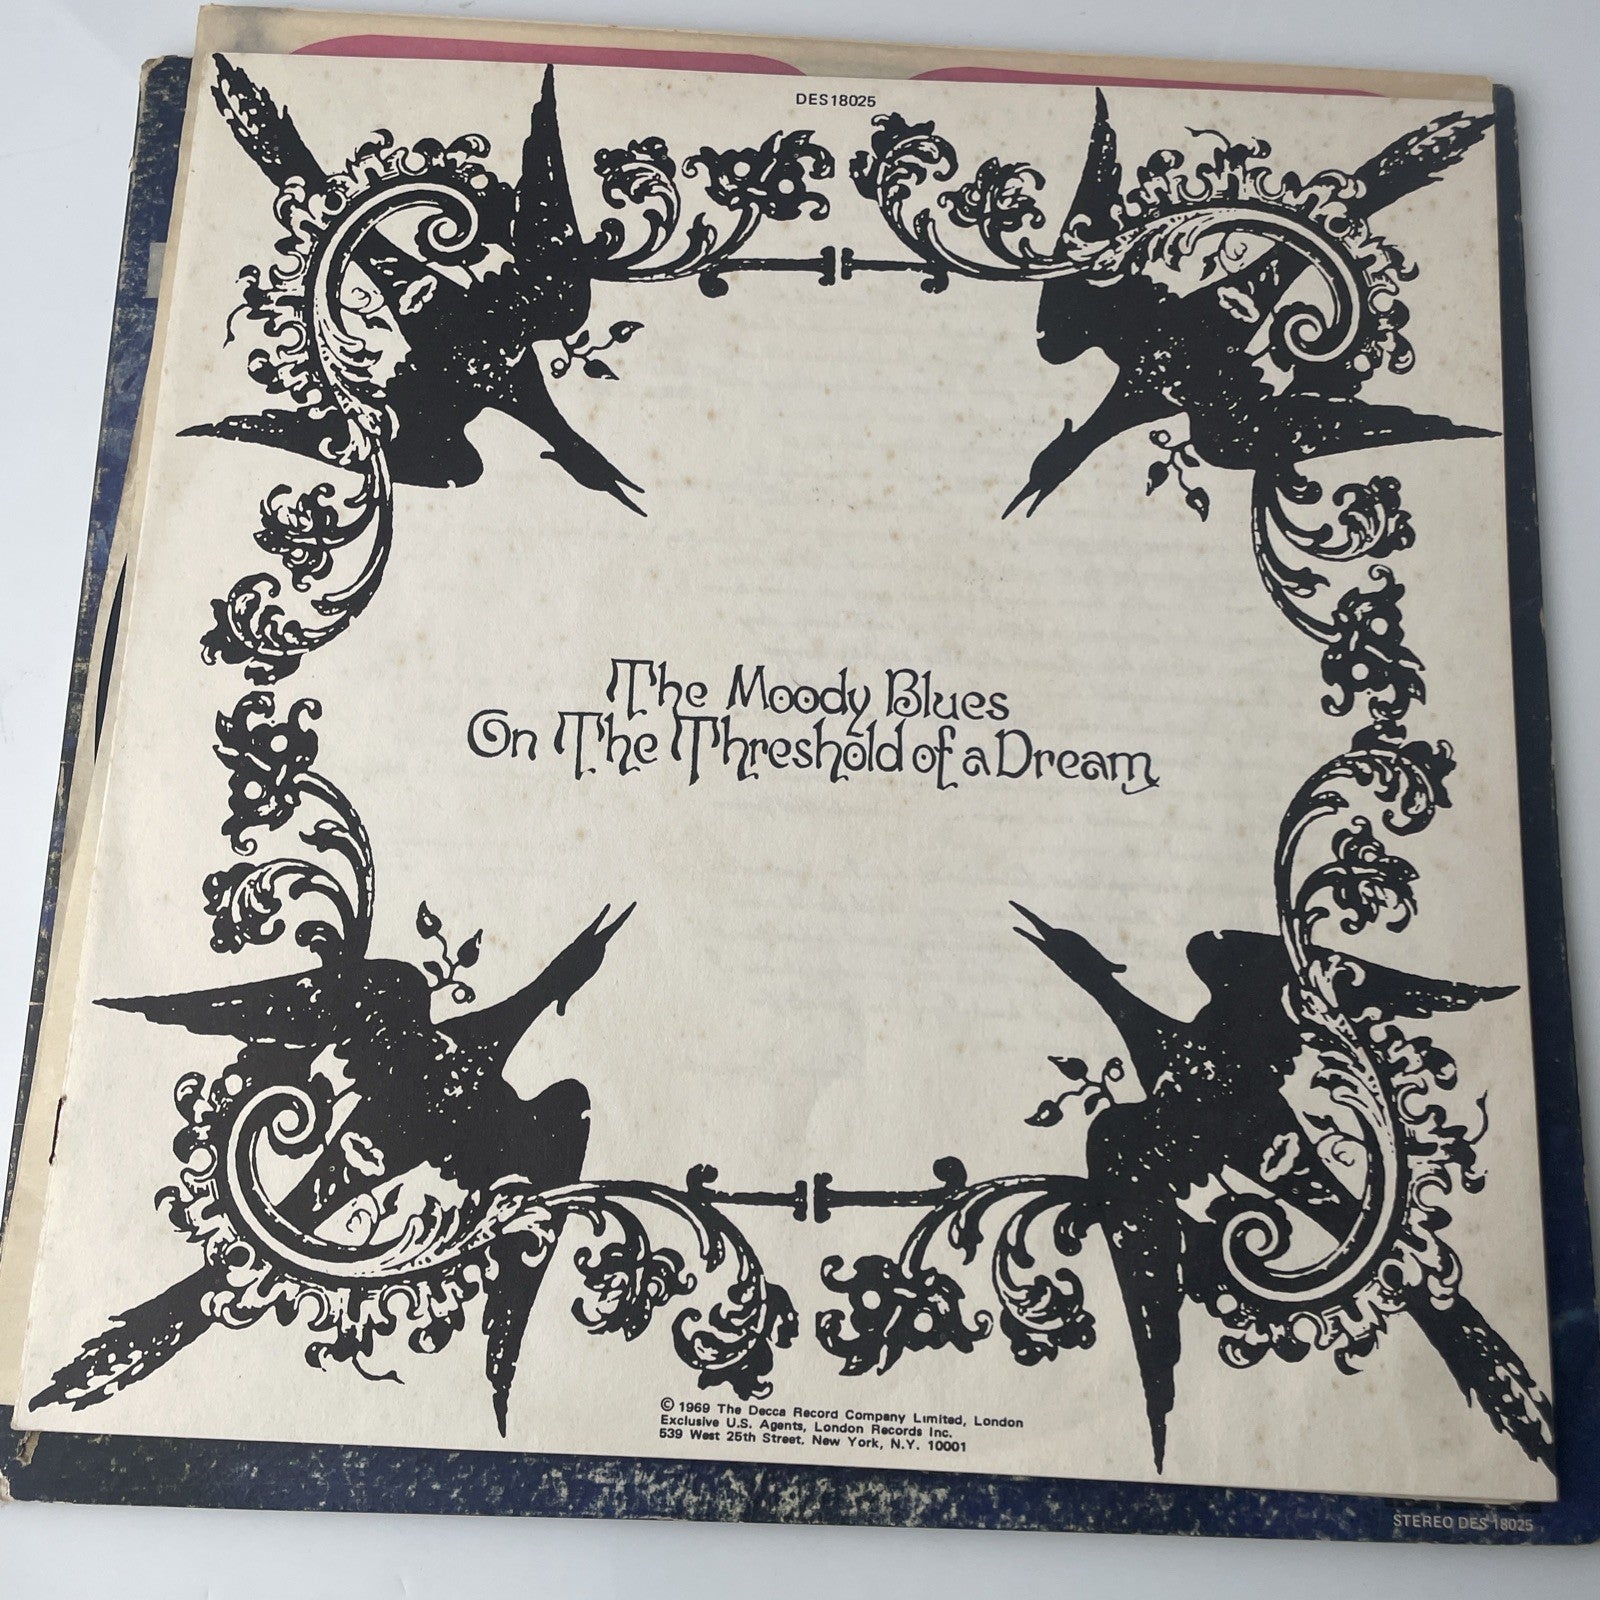 DES18025
The Moody Blues
On The Threshold of a Dream
© 1969 The Decca Record Company Limited, London
Exclusive U.S. Agents, London Records Inc.
539 West 25th Street, New York, N.Y. 10001
STEREO DES 18025